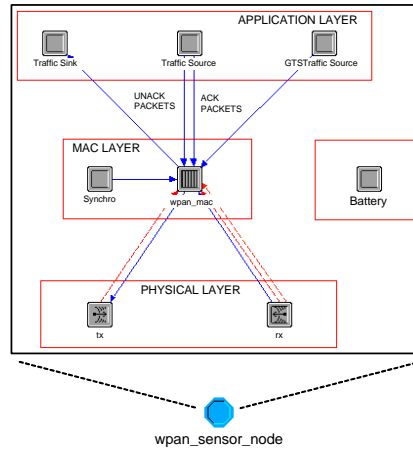 APPLICATION LAYER
Traffic Sink
Traffic Source
GTSTraffic Source
UNACK
PACKETS
ACK
PACKETS
MAC LAYER
Synchro
wpan_mac
Battery
PHYSICAL LAYER
tx
rx
wpan_sensor_node